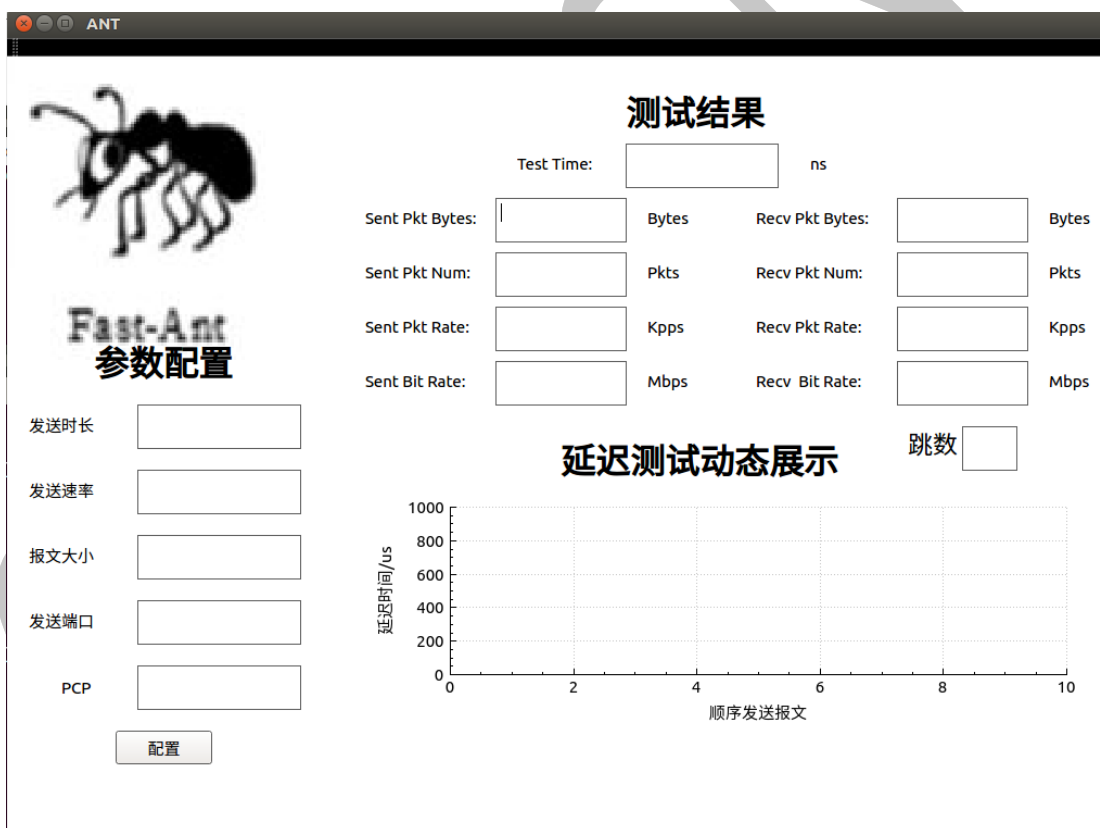 ANT
Fast-Ant
参数配置
发送时长
发送速率
报文大小
发送端口
PCP
配置
测试结果
Test Time: ns
Sent Pkt Bytes: Bytes Recv Pkt Bytes: Bytes
Sent Pkt Num: Pkts Recv Pkt Num: Pkts
Sent Pkt Rate: Kpps Recv Pkt Rate: Kpps
Sent Bit Rate: Mbps Recv Bit Rate: Mbps
延迟测试动态展示 跳数
延迟时间/us
1000
800
600
400
200
0
0 2 4 6 8 10
顺序发送报文